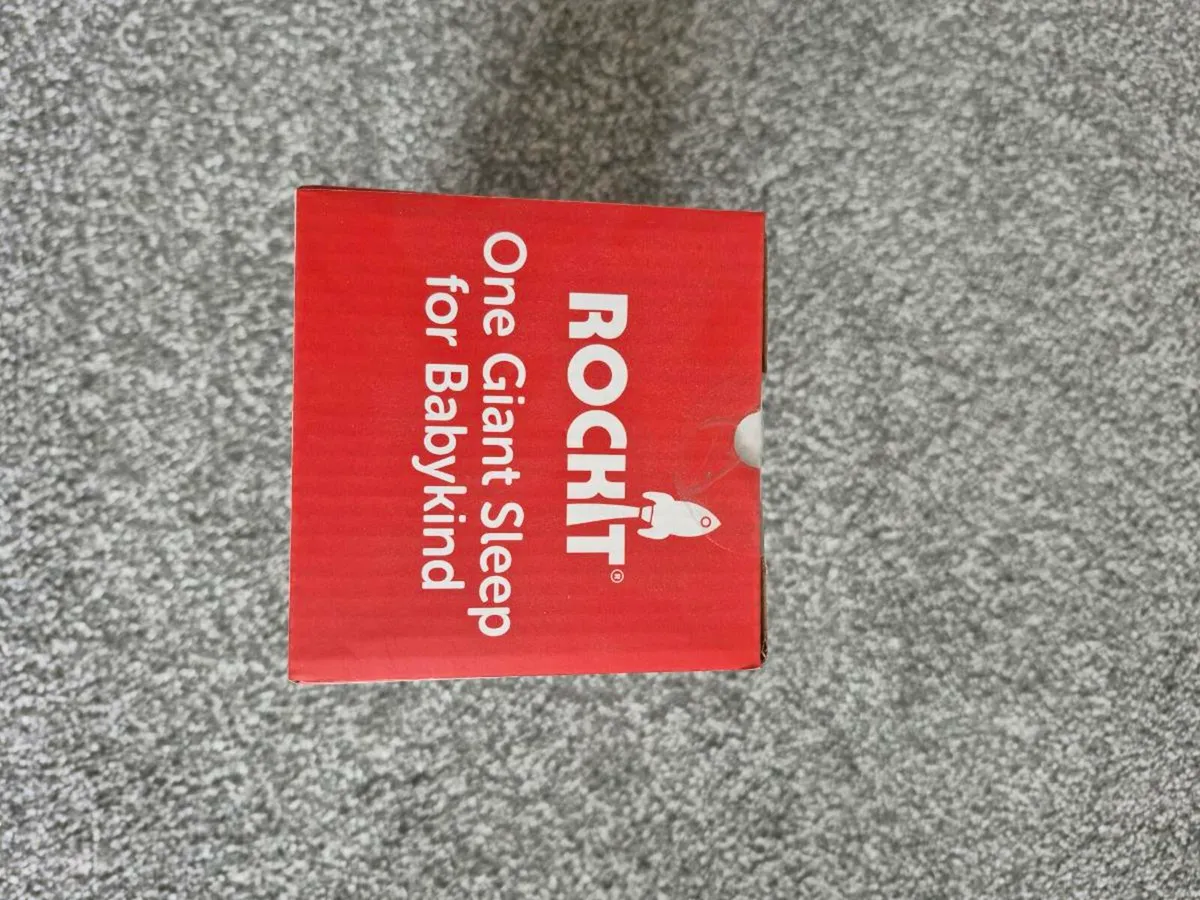 ROCKIT®
One Giant Sleep
for Babykind